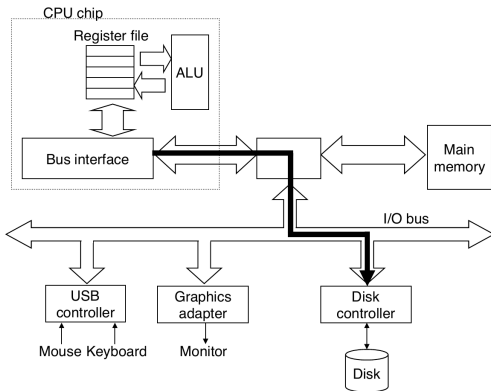 CPU chip
Register file
ALU
Bus interface
Main
memory
I/O bus
USB
controller
Graphics
adapter
Disk
controller
Mouse Keyboard
Monitor
Disk